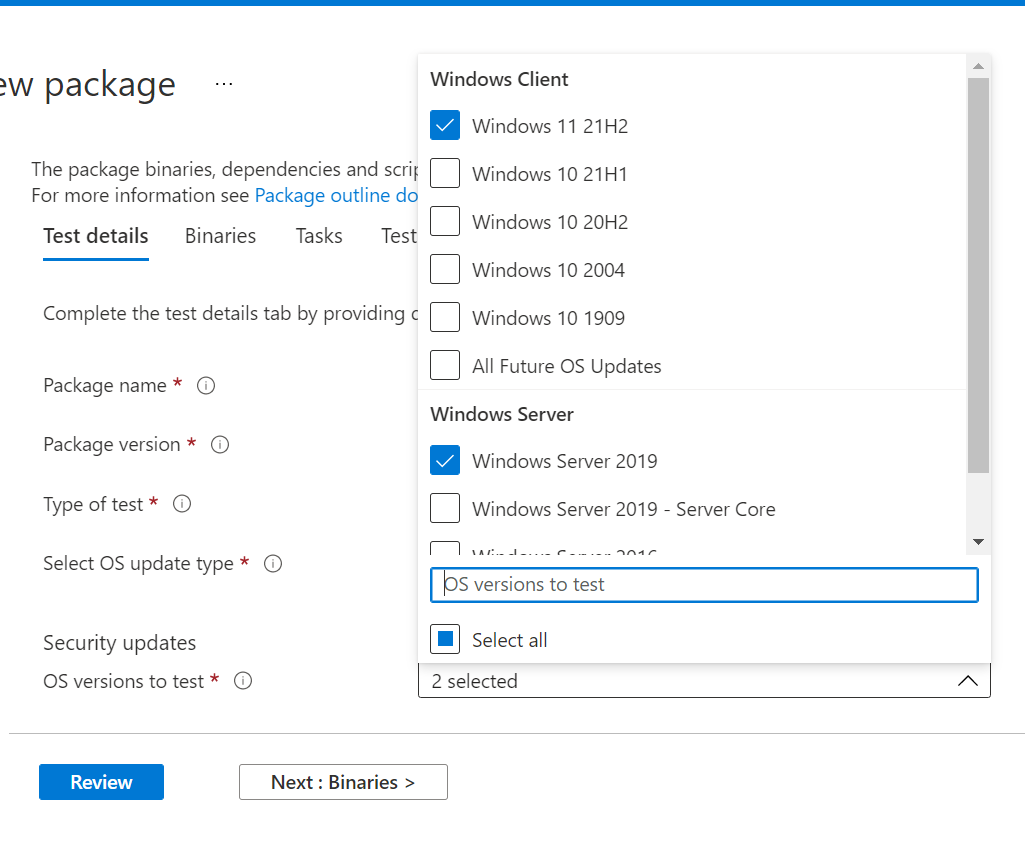 package
...
The package binaries, dependencies and
For more information see Package outline
Test details Binaries Tasks Test
Complete the test details tab by providing
Package name * i
Package version * i
Type of test * i
Select OS update type * i
Security updates
OS versions to test * i
Windows Client
Windows 11 21H2
Windows 10 21H1
Windows 10 20H2
Windows 10 2004
Windows 10 1909
All Future OS Updates
Windows Server
Windows Server 2019
Windows Server 2019 - Server Core
Windows Server 2016
OS versions to test
Select all
2 selected
Review Next : Binaries >